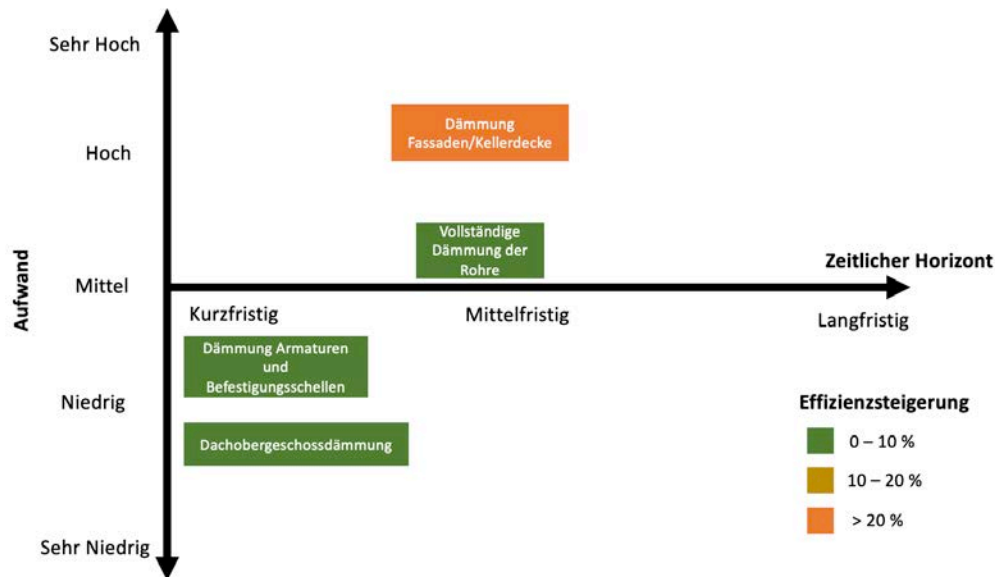 Sehr Hoch
Dämmung
Fassaden/Kellerdecke
Hoch
Vollständige
Dämmung der
Rohre
Aufwand
Mittel
Zeitlicher Horizont
Kurzfristig
Mittelfristig
Langfristig
Dämmung Armaturen
und
Befestigungsschellen
Niedrig
Dachobergeschossdämmung
Sehr Niedrig
Effizienzsteigerung
0 – 10 %
10 – 20 %
> 20 %